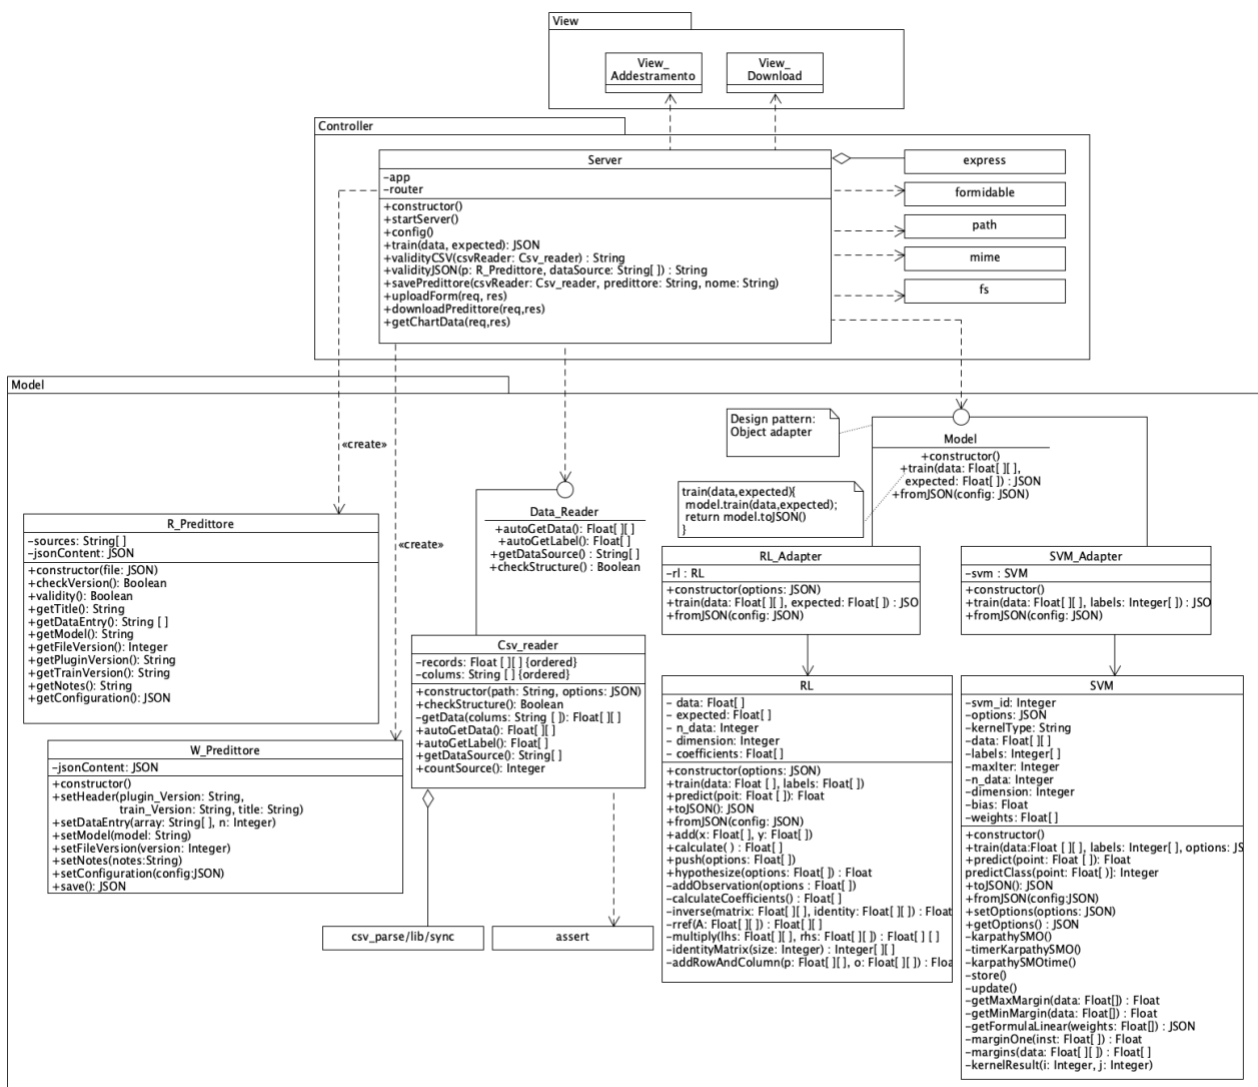 View
View_
Addestramento
View_
Download
Controller
Server
-app
-router
+constructor()
+startServer()
+config()
+train(data, expected): JSON
+validityCSV(csvReader: Csv_reader) : String
+validityJSON(p: R_Predittore, dataSource: String[ ]) : String
+savePredittore(csvReader: Csv_reader, predittore: String, nome: String)
+uploadForm(req, res)
+downloadPredittore(req,res)
+getChartData(req,res)
express
formidable
path
mime
fs
Model
«create»
«create»
Design pattern:
Object adapter
Model
+constructor()
+train(data: Float[ ][ ],
expected: Float[ ]) : JSON
+fromJSON(config: JSON)
train(data,expected){
model.train(data,expected);
return model.toJSON()
}
Data_Reader
+autoGetData(): Float[ ][ ]
+autoGetLabel(): Float[ ]
+getDataSource() : String[ ]
+checkStructure() : Boolean
R_Predittore
-sources: String[ ]
-jsonContent: JSON
+constructor(file: JSON)
+checkVersion(): Boolean
+validity(): Boolean
+getTitle(): String
+getDataEntry(): String [ ]
+getModel(): String
+getFileVersion(): Integer
+getPluginVersion(): String
+getTrainVersion(): String
+getNotes(): String
+getConfiguration(): JSON
W_Predittore
-jsonContent: JSON
+constructor()
+setHeader(plugin_Version: String,
train_Version: String, title: String)
+setDataEntry(array: String[ ], n: Integer)
+setModel(model: String)
+setFileVersion(version: Integer)
+setNotes(notes:String)
+setConfiguration(config:JSON)
+save(): JSON
Csv_reader
-records: Float [ ][ ] {ordered}
-colums: String [ ] {ordered}
+constructor(path: String, options: JSON)
+checkStructure(): Boolean
-getData(colums: String [ ]): Float[ ][ ]
+autoGetData(): Float[ ][ ]
+autoGetLabel(): Float[ ]
+getDataSource(): String[ ]
+countSource(): Integer
csv_parse/lib/sync
assert
RL_Adapter
-rl : RL
+constructor(options: JSON)
+train(data: Float[ ][ ], expected: Float[ ]) : JSO
+fromJSON(config: JSON)
SVM_Adapter
-svm : SVM
+constructor()
+train(data: Float[ ][ ], labels: Integer[ ]) : JSO
+fromJSON(config: JSON)
RL
- data: Float[ ]
- expected: Float[ ]
- n_data: Integer
- dimension: Integer
- coefficients: Float[ ]
+constructor(options: JSON)
+train(data: Float [ ], labels: Float[ ])
+predict(poit: Float [ ]): Float
+toJSON(): JSON
+fromJSON(config: JSON)
+add(x: Float[ ], y: Float[ ])
+calculate( ) : Float[ ]
+push(options: Float[ ])
+hypothesize(options: Float[ ]) : Float
-addObservation(options : Float[ ])
-calculateCoefficients() : Float[ ]
-inverse(matrix: Float[ ][ ], identity: Float[ ][ ]) : Float
-rref(A: Float[ ][ ]) : Float[ ][ ]
-multiply(lhs: Float[ ][ ], rhs: Float[ ][ ]) : Float[ ] [ ]
-identityMatrix(size: Integer) : Integer[ ][ ]
-addRowAndColumn(p: Float[ ][ ], o: Float[ ][ ]) : Floa
SVM
-svm_id: Integer
-options: JSON
-kernelType: String
-data: Float[ ][ ]
-labels: Integer[ ]
-maxIter: Integer
-n_data: Integer
-dimension: Integer
-bias: Float
-weights: Float[ ]
+constructor()
+train(data:Float [ ][ ], labels: Integer[ ], options: JS
+predict(point: Float [ ]): Float
predictClass(point: Float[ )]: Integer
+toJSON(): JSON
+fromJSON(config:JSON)
+setOptions(options: JSON)
+getOptions() : JSON
-karpathySMO()
-timerKarpathySMO()
-karpathySMOtime()
-store()
-update()
-getMaxMargin(data: Float[]) : Float
-getMinMargin(data: Float[]) : Float
-getFormulaLinear(weights: Float[]) : JSON
-marginOne(inst: Float[ ]) : Float
-margins(data: Float[ ][ ]) : Float[ ]
-kernelResult(i: Integer, j: Integer)